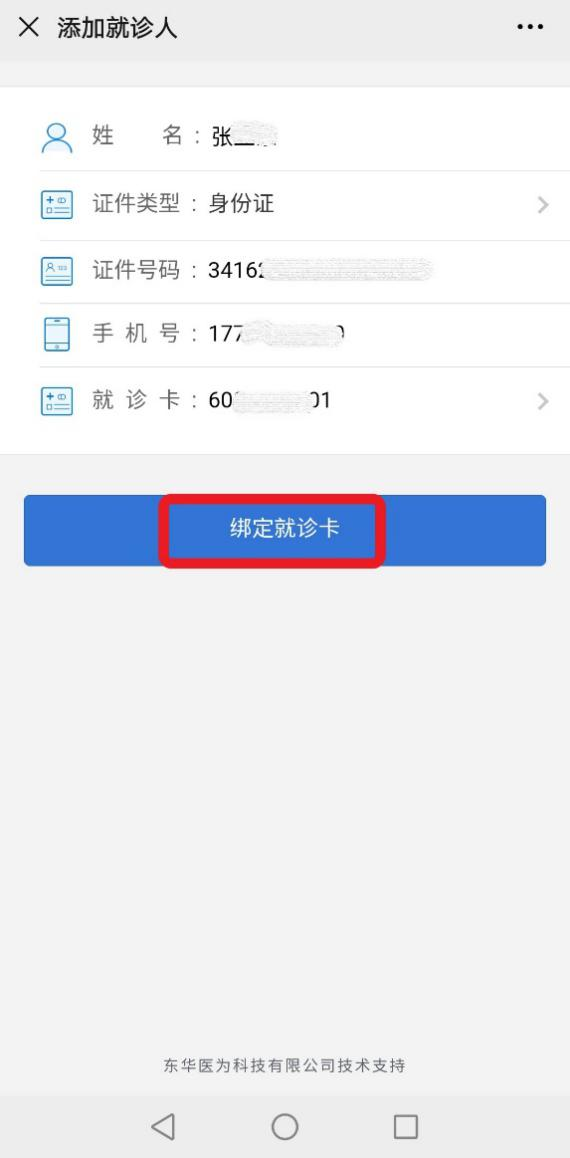 添加就诊人
姓 名：张
证件类型：身份证
证件号码：34162
手 机 号：177
就 诊 卡：60 01
绑定就诊卡
东华医为科技有限公司技术支持